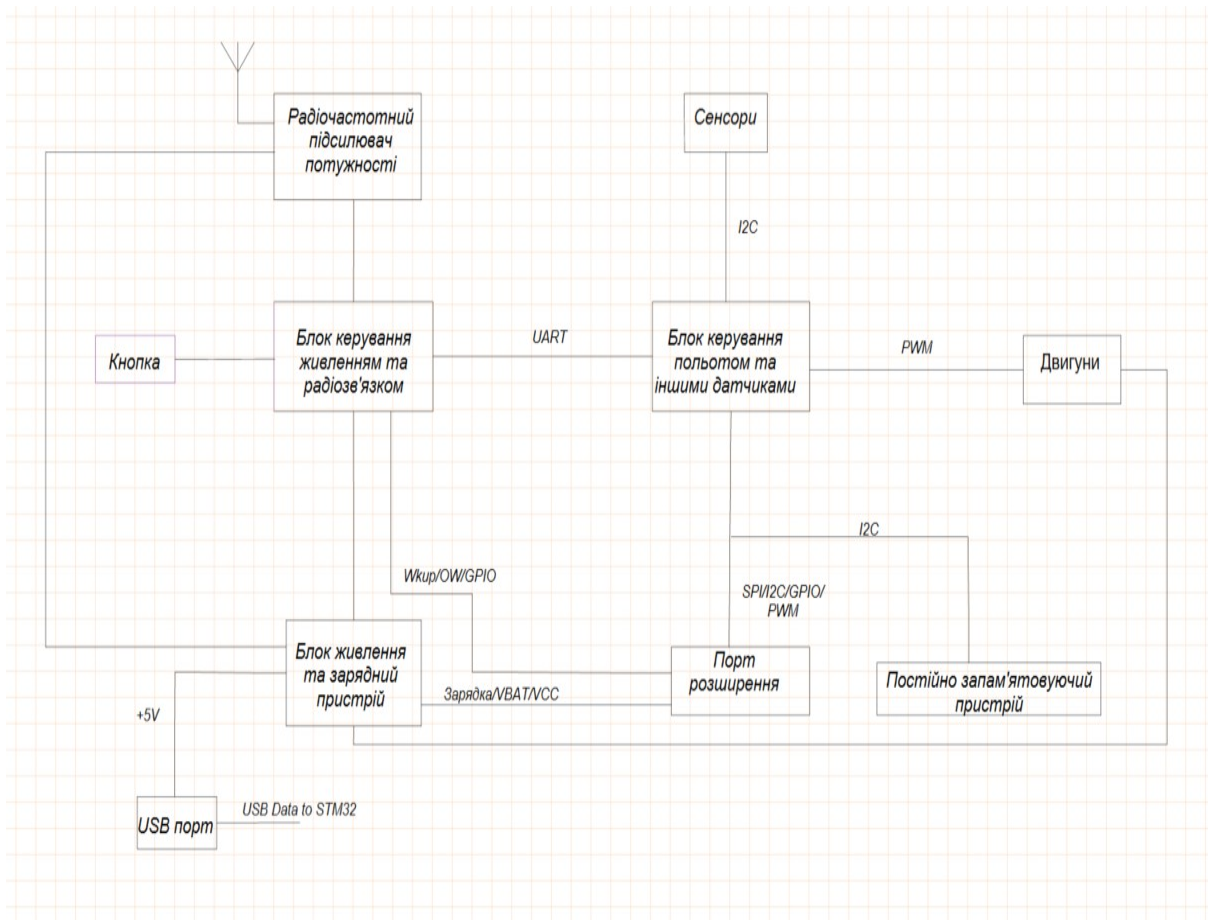 Радіочастотний
підсилювач
потужності
Сенсори
I2C
Кнопка
Блок керування
живленням та
радіозв'язком
UART
Блок керування
польотом та
іншими датчиками
PWM
Двигуни
I2C
Wkup/OW/GPIO
SPI/I2C/GPIO/
PWM
Блок живлення
та зарядний
пристрій
Зарядка/VBAT/VCC
Порт
розширення
Постійно запам'ятовуючий
пристрій
+5V
USB порт
USB Data to STM32